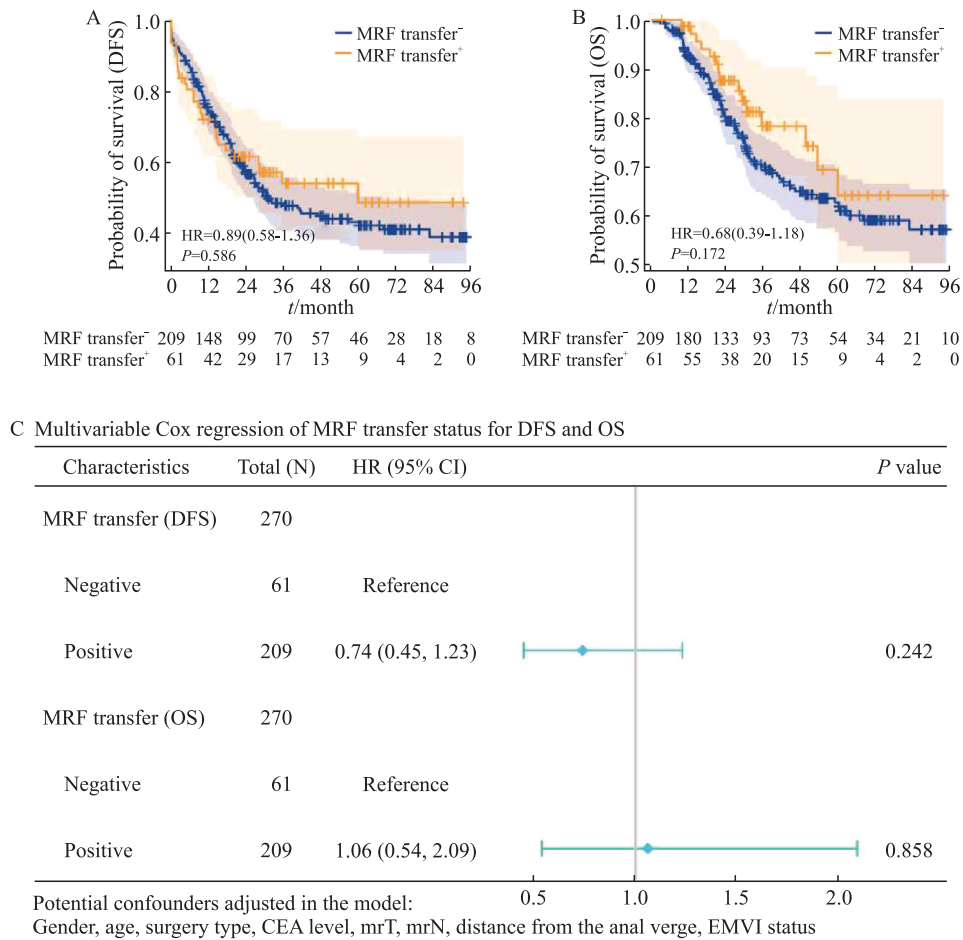 A
MRF transfer⁻
MRF transfer⁺
Probability of survival (DFS)
1.0
0.8
0.6
0.4
HR=0.89(0.58-1.36)
P=0.586
0 12 24 36 48 60 72 84 96
t/month
MRF transfer⁻ 209 148 99 70 57 46 28 18 8
MRF transfer⁺ 61 42 29 17 13 9 4 2 0
B
MRF transfer⁻
MRF transfer⁺
Probability of survival (OS)
1.0
0.9
0.8
0.7
0.6
0.5
HR=0.68(0.39-1.18)
P=0.172
0 12 24 36 48 60 72 84 96
t/month
MRF transfer⁻ 209 180 133 93 73 54 34 21 10
MRF transfer⁺ 61 55 38 20 15 9 4 2 0
C Multivariable Cox regression of MRF transfer status for DFS and OS
Characteristics Total (N) HR (95% CI) P value
MRF transfer (DFS) 270
Negative 61 Reference
Positive 209 0.74 (0.45, 1.23) 0.242
MRF transfer (OS) 270
Negative 61 Reference
Positive 209 1.06 (0.54, 2.09) 0.858
0.5 1.0 1.5 2.0
Potential confounders adjusted in the model:
Gender, age, surgery type, CEA level, mrT, mrN, distance from the anal verge, EMVI status